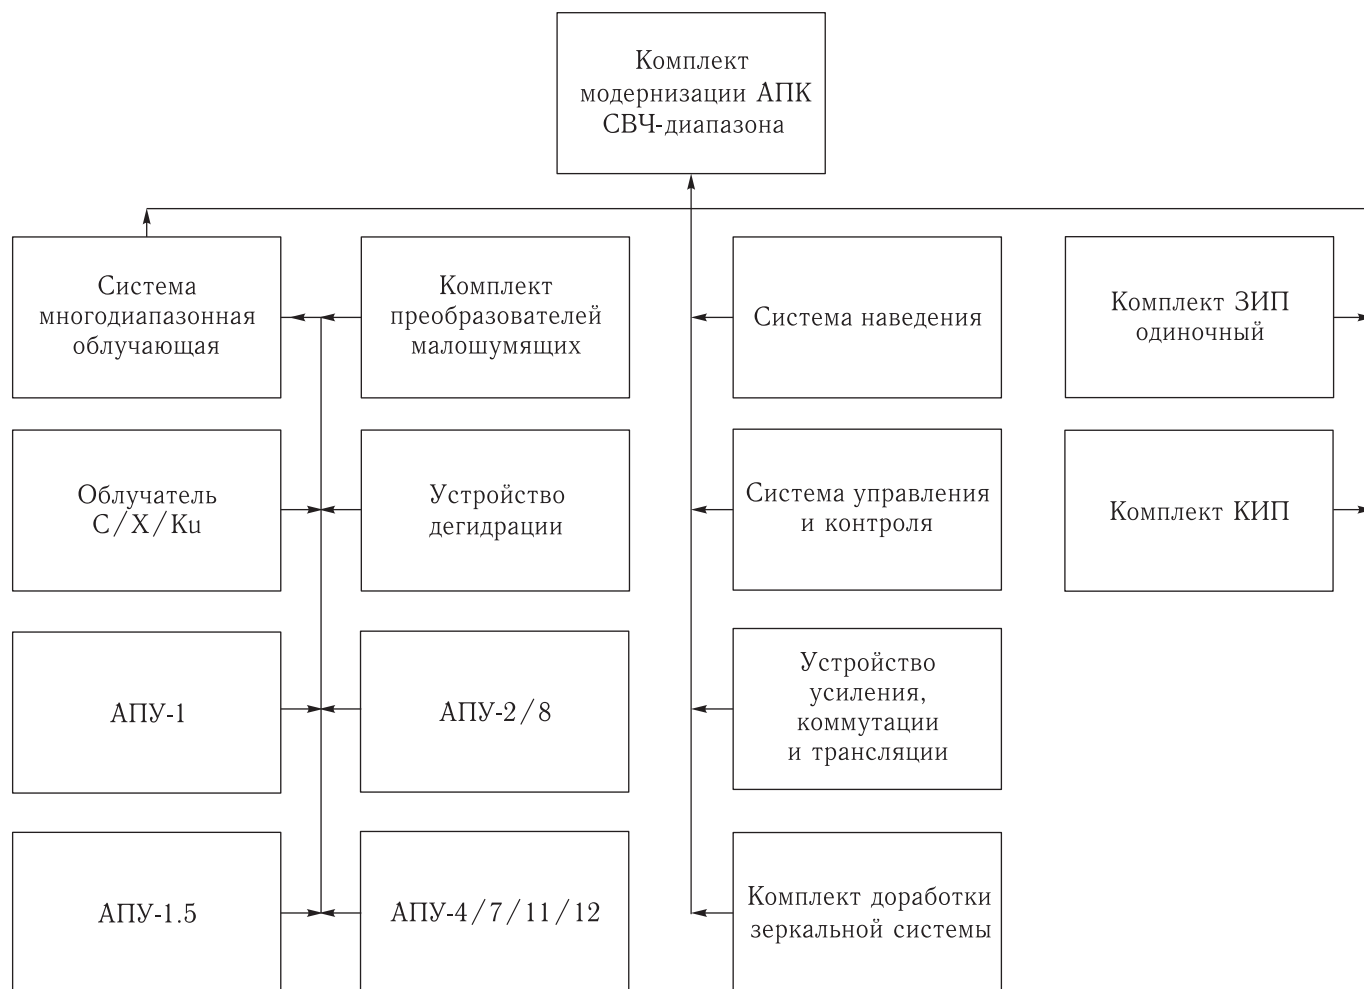 Комплект
модернизации АПК
СВЧ-диапазона
Система
многодиапазонная
облучающая
Комплект
преобразователей
малошумящих
Система наведения
Комплект ЗИП
одиночный
Облучатель
C/X/Ku
Устройство
дегидрации
Система управления
и контроля
Комплект КИП
АПУ-1
АПУ-2/8
Устройство
усиления,
коммутации
и трансляции
АПУ-1.5
АПУ-4/7/11/12
Комплект доработки
зеркальной системы